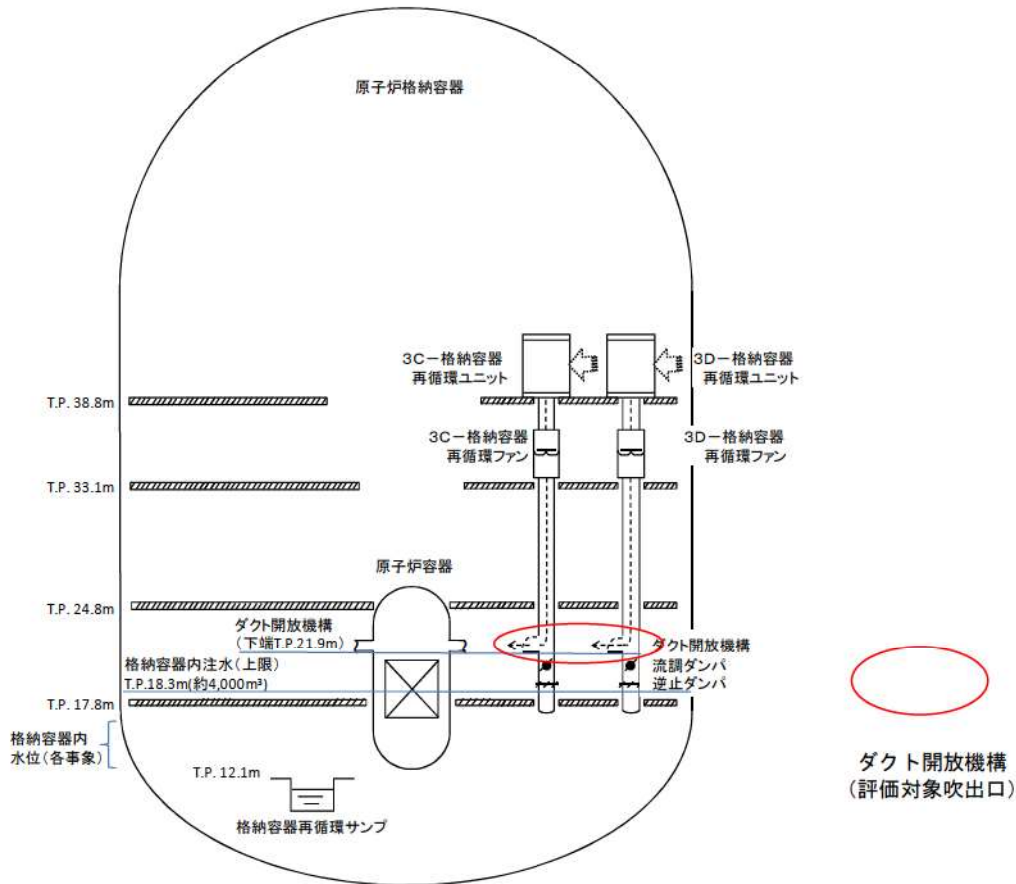 原子炉格納容器
3C-格納容器
再循環ユニット
3D-格納容器
再循環ユニット
T.P. 38.8m
3C-格納容器
再循環ファン
3D-格納容器
再循環ファン
T.P. 33.1m
原子炉容器
T.P. 24.8m
ダクト開放機構
(下端T.P.21.9m)
ダクト開放機構
格納容器内注水(上限)
T.P.18.3m(約4,000m³)
流調ダンパ
逆止ダンパ
T.P. 17.8m
格納容器内
水位(各事象)
T.P. 12.1m
格納容器再循環サンプ
ダクト開放機構
(評価対象吹出口)